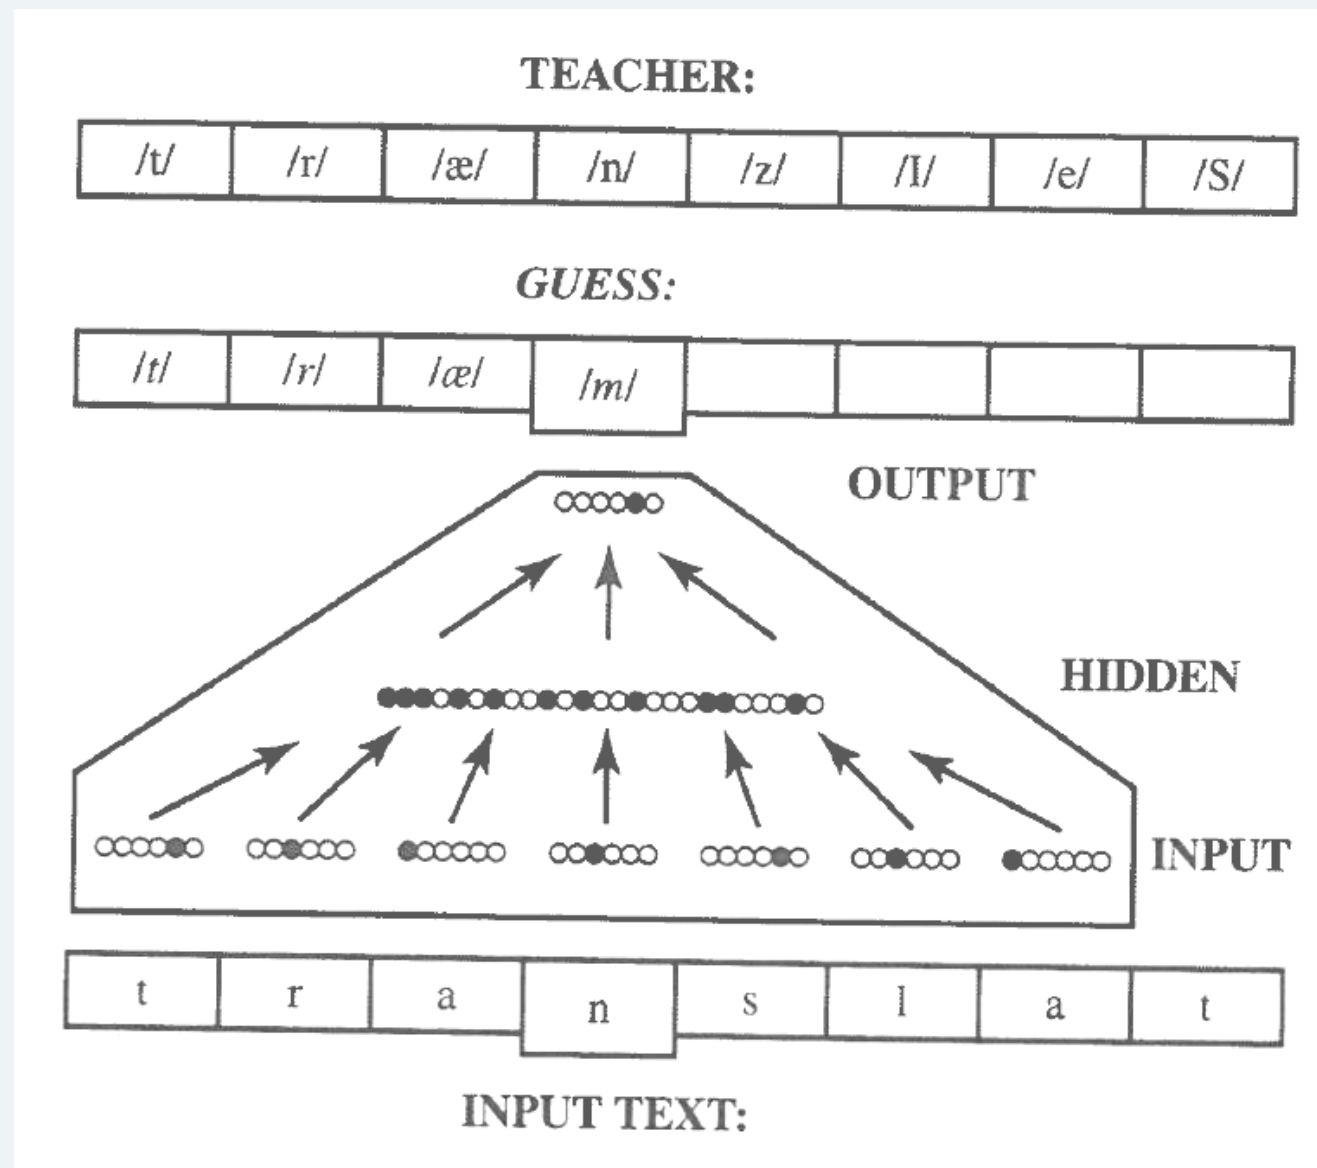 TEACHER:
/t/ /r/ /æ/ /n/ /z/ /I/ /e/ /S/
GUESS:
/t/ /r/ /æ/ /m/
OUTPUT
HIDDEN
INPUT
t r a n s l a t
INPUT TEXT: